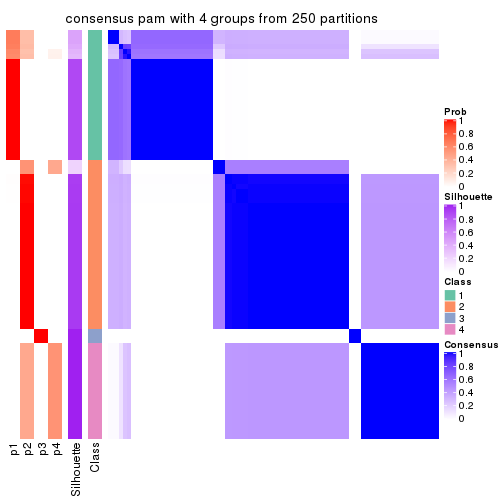 consensus pam with 4 groups from 250 partitions
Prob
1
0.8
0.6
0.4
0.2
0
Silhouette
1
0.8
0.6
0.4
0.2
0
Class
1
2
3
4
Consensus
1
0.8
0.6
0.4
0.2
0
p1
p2
p3
p4
Silhouette
Class